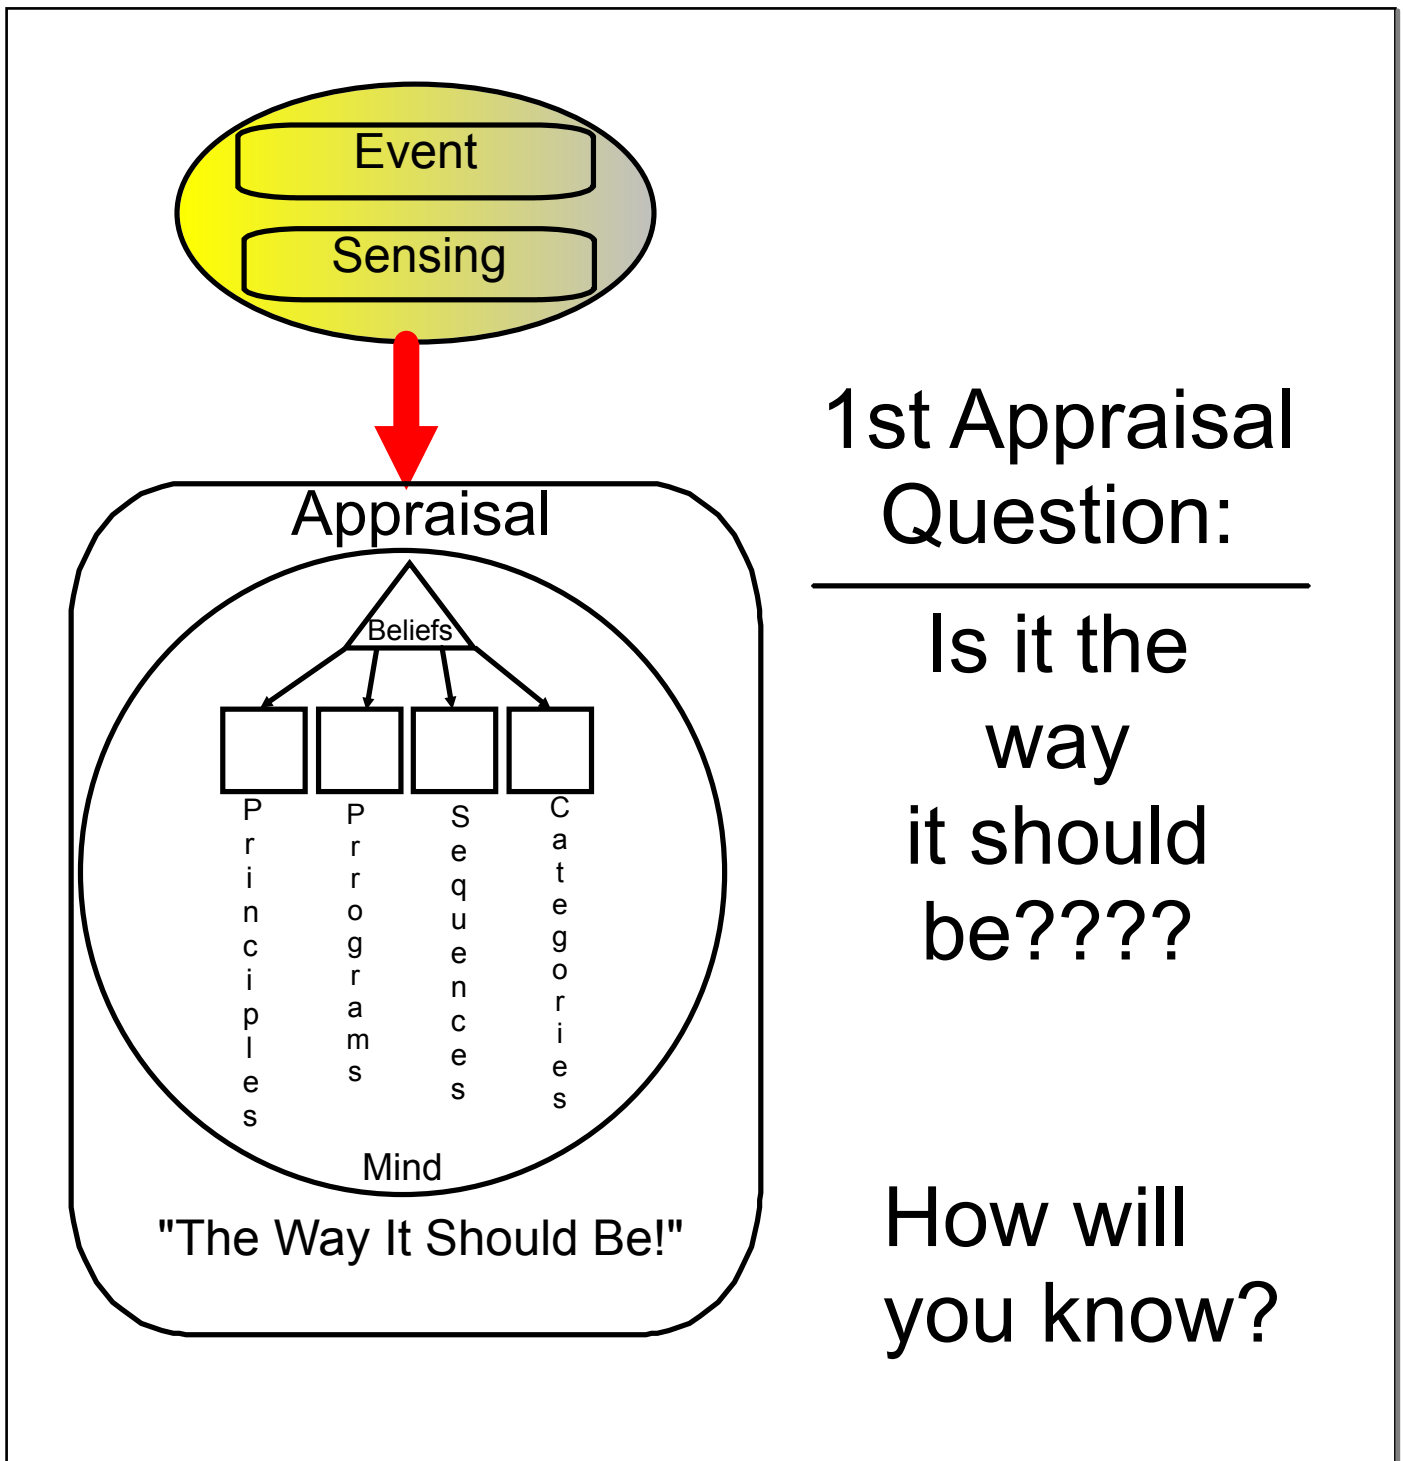 Event
Sensing
Appraisal
Beliefs
Principles
Prrograms
Sequences
Categories
Mind
"The Way It Should Be!"
1st Appraisal
Question:
Is it the
way
it should
be????
How will
you know?